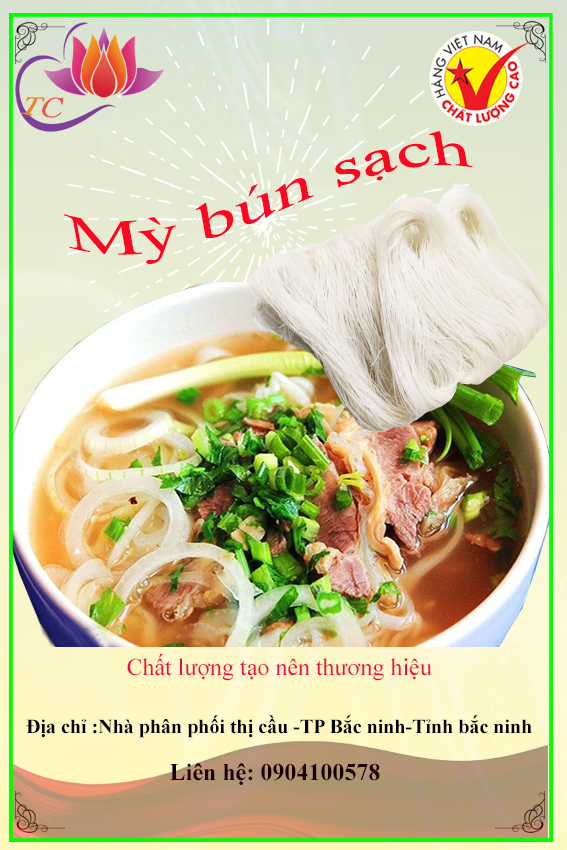 TC
HÀNG VIỆT NAM
CHẤT LƯỢNG CAO
Mỳ bún sạch
Chất lượng tạo nên thương hiệu
Địa chỉ :Nhà phân phối thị cầu -TP Bắc ninh-Tỉnh bắc ninh
Liên hệ: 0904100578